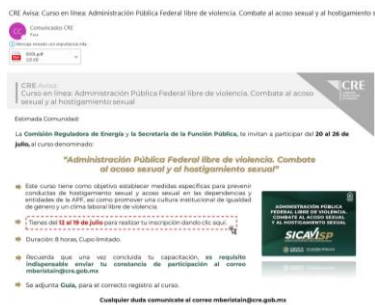 CRE Avisa: Curso en línea: Administración Pública Federal libre de violencia. Combate al acoso sexual y al hostigamiento
CC
Comunicados CRE
PDF
CRE Avisa:
Curso en línea: Administración Pública Federal libre de violencia. Combate al acoso
sexual y al hostigamiento sexual
CRE
Estimada Comunidad:
La Comisión Reguladora de Energía y la Secretaría de la Función Pública, te invitan a participar del 20 al 26 de
julio, al curso denominado:
"Administración Pública Federal libre de violencia. Combate
al acoso sexual y al hostigamiento sexual"
Este curso tiene como objetivo establecer medidas específicas para prevenir
conductas de hostigamiento sexual y acoso sexual en las dependencias y
entidades de la APF, así como promover una cultura institucional de igualdad
de género y un clima laboral libre de violencia.
Tienes del 12 al 19 de julio para realizar tu inscripción dando clic aquí.
Duración: 8 horas, Cupo limitado.
Recuerda que una vez concluida tu capacitación, es requisito
indispensable enviar tu constancia de participación al correo
mberistain@cre.gob.mx
Se adjunta Guía, para el correcto registro al curso.
ADMINISTRACIÓN PÚBLICA
FEDERAL LIBRE DE VIOLENCIA.
COMBATE AL ACOSO SEXUAL
Y AL HOSTIGAMIENTO SEXUAL
SICAVISP
Cualquier duda comunícate al correo mberistain@cre.gob.mx